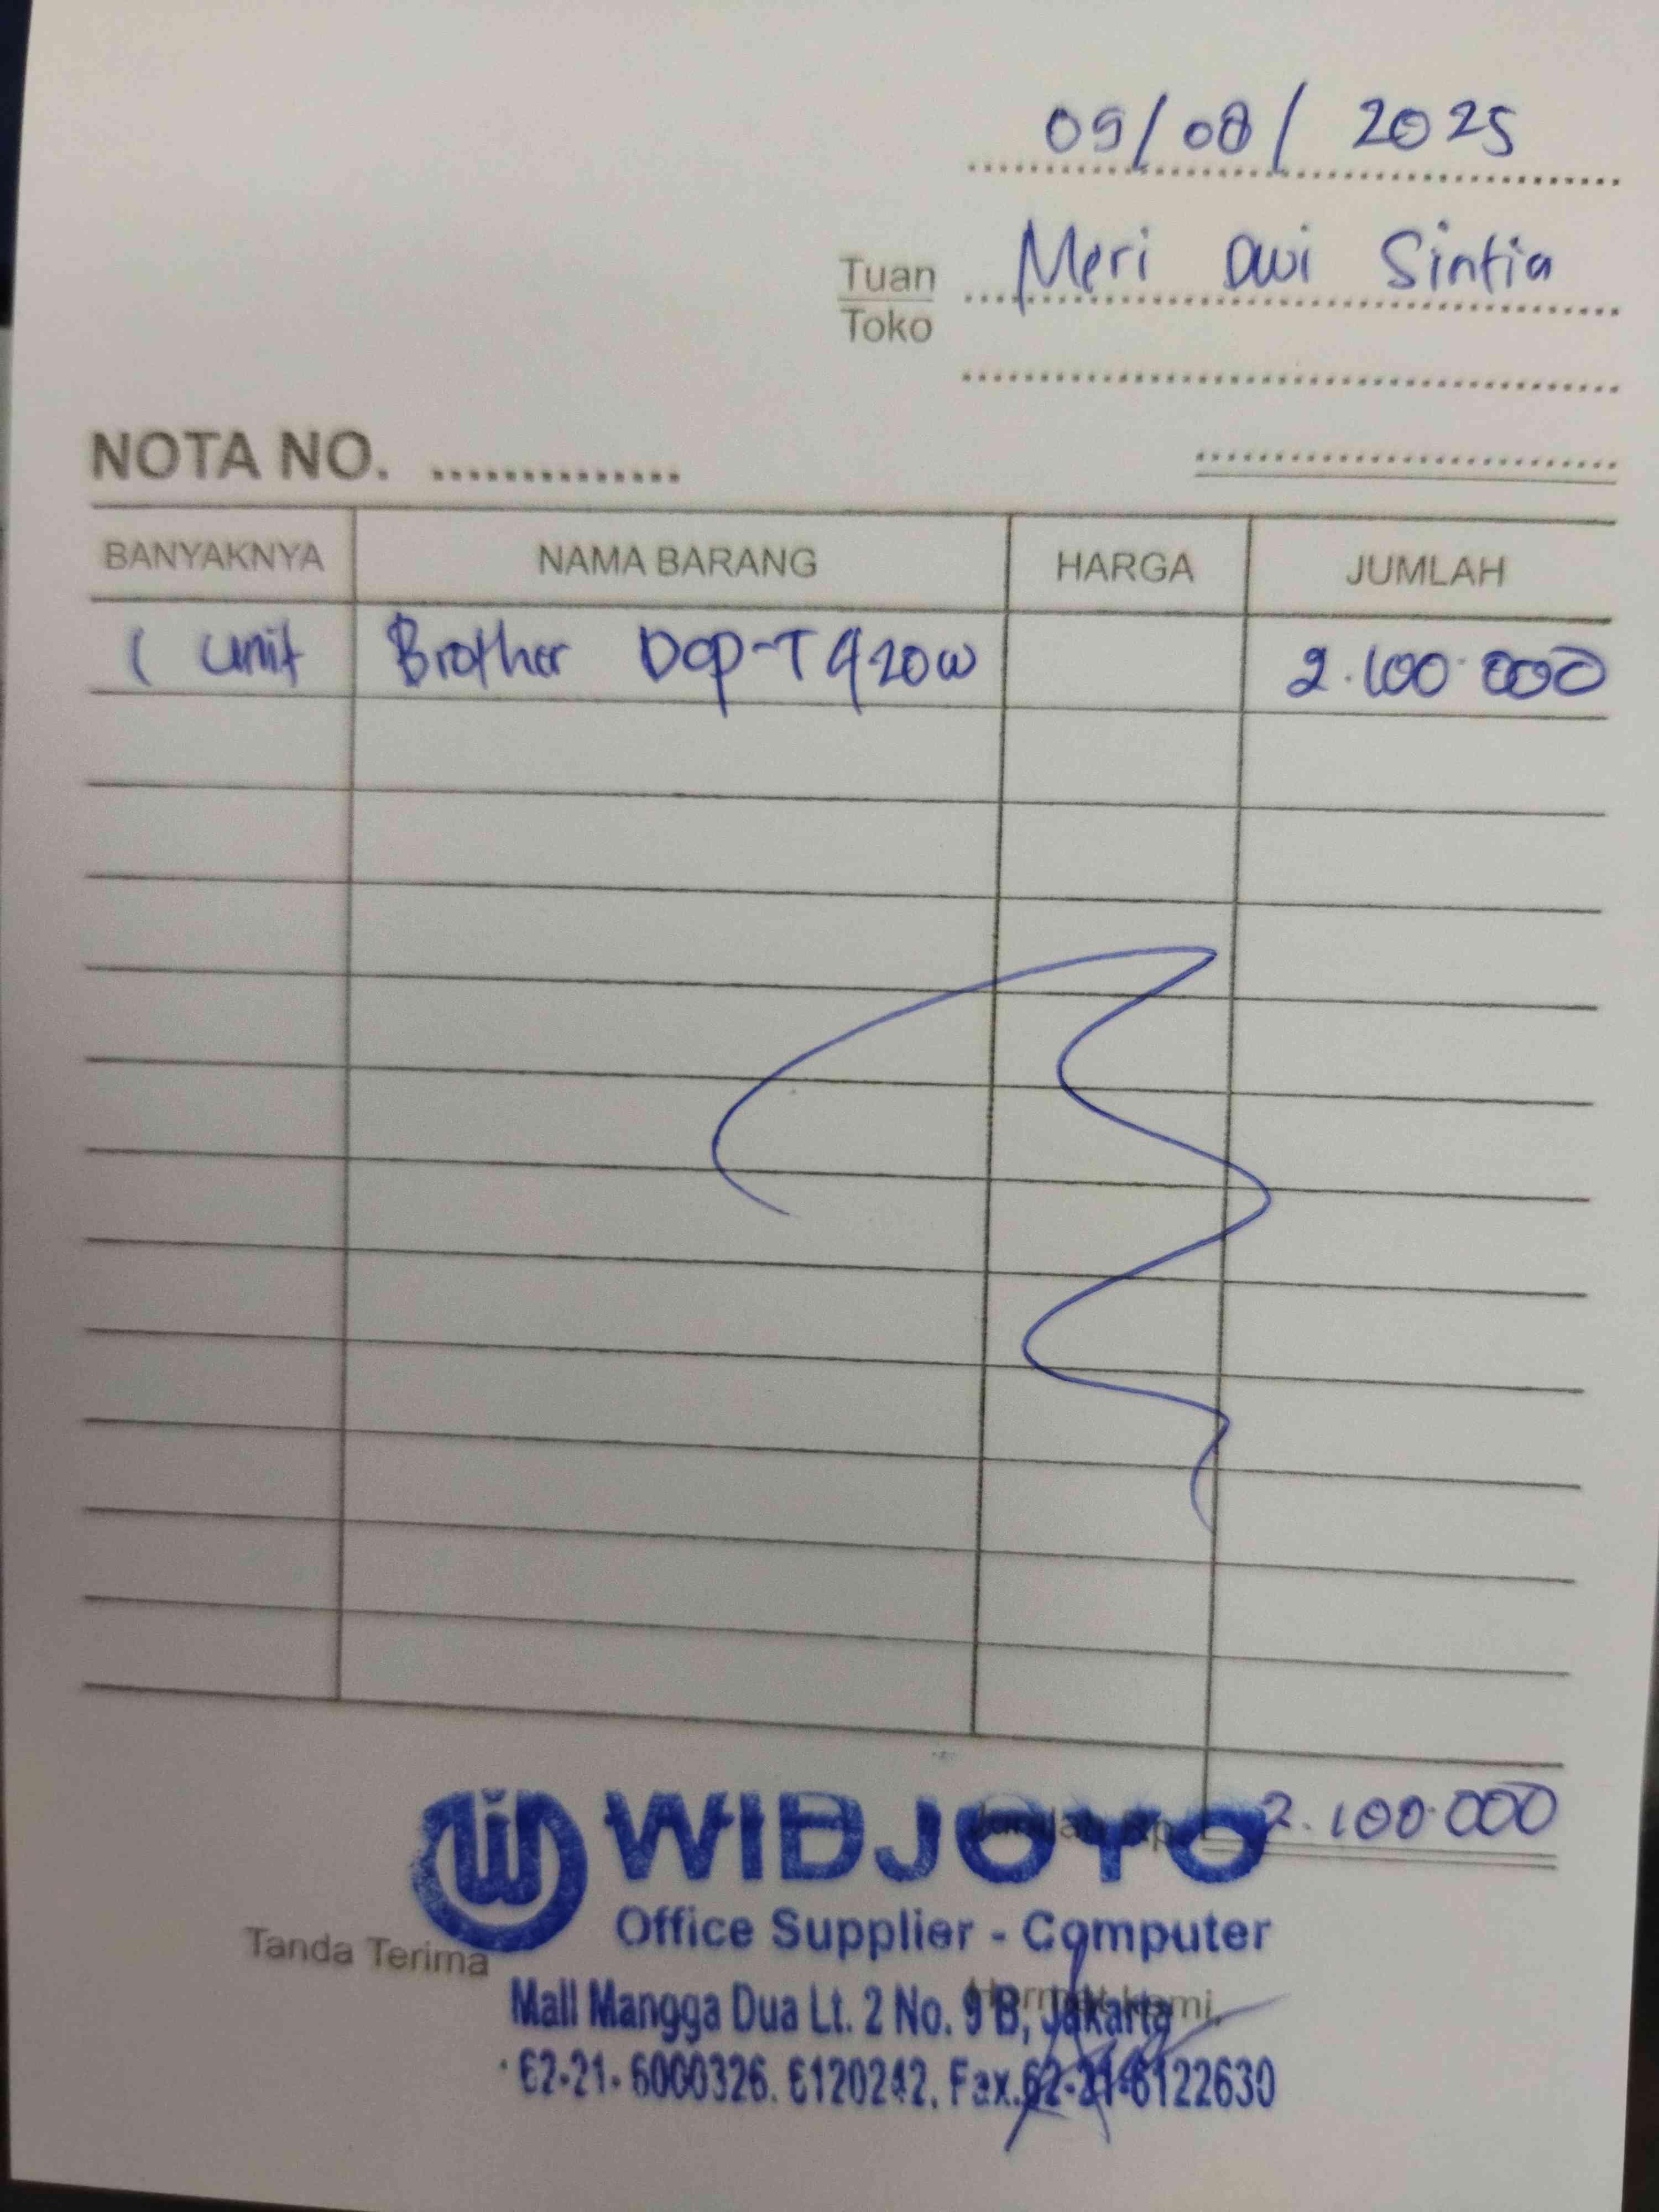 09/08/2025
Tuan Meri Dwi Sintia
Toko
NOTA NO. ..............
BANYAKNYA NAMA BARANG HARGA JUMLAH
1 unit Brother Dcp-T920w 2.100.000
Jumlah Rp. 2.100.000
WIDJOYO
Office Supplier - Computer
Tanda Terima
Hormat kami,
Mall Mangga Dua Lt. 2 No. 9 B, Jakarta
62-21-6000326. 6120242. Fax.62-21-6122630